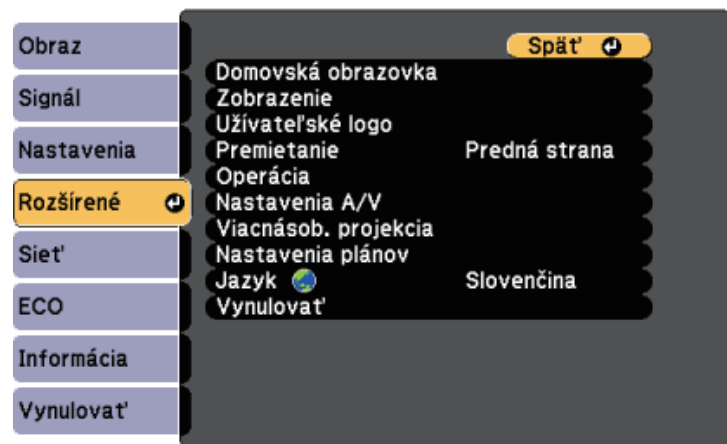 Obraz
Signál
Nastavenia
Rozšírené
Sieť
ECO
Informácia
Vynulovať
Späť
Domovská obrazovka
Zobrazenie
Užívateľské logo
Premietanie Predná strana
Operácia
Nastavenia A/V
Viacnásob. projekcia
Nastavenia plánov
Jazyk Slovenčina
Vynulovať